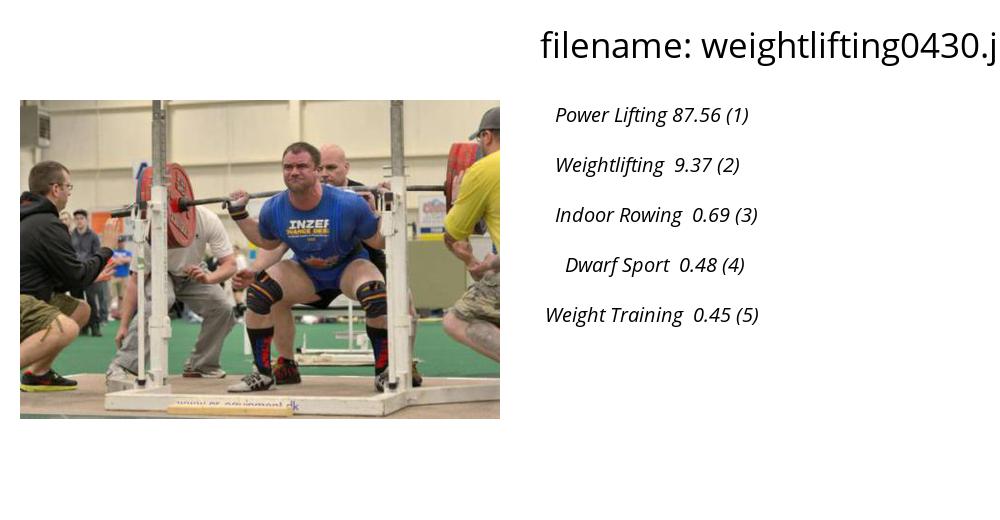 filename: weightlifting0430.j
Power Lifting 87.56 (1)
Weightlifting 9.37 (2)
Indoor Rowing 0.69 (3)
Dwarf Sport 0.48 (4)
Weight Training 0.45 (5)
INZER